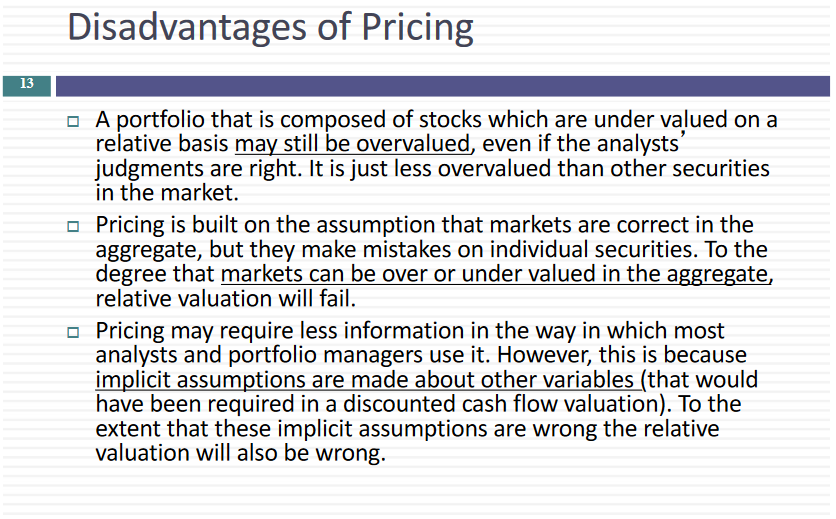 Disadvantages of Pricing
13
A portfolio that is composed of stocks which are under valued on a
relative basis may still be overvalued, even if the analysts’
judgments are right. It is just less overvalued than other securities
in the market.
Pricing is built on the assumption that markets are correct in the
aggregate, but they make mistakes on individual securities. To the
degree that markets can be over or under valued in the aggregate,
relative valuation will fail.
Pricing may require less information in the way in which most
analysts and portfolio managers use it. However, this is because
implicit assumptions are made about other variables (that would
have been required in a discounted cash flow valuation). To the
extent that these implicit assumptions are wrong the relative
valuation will also be wrong.